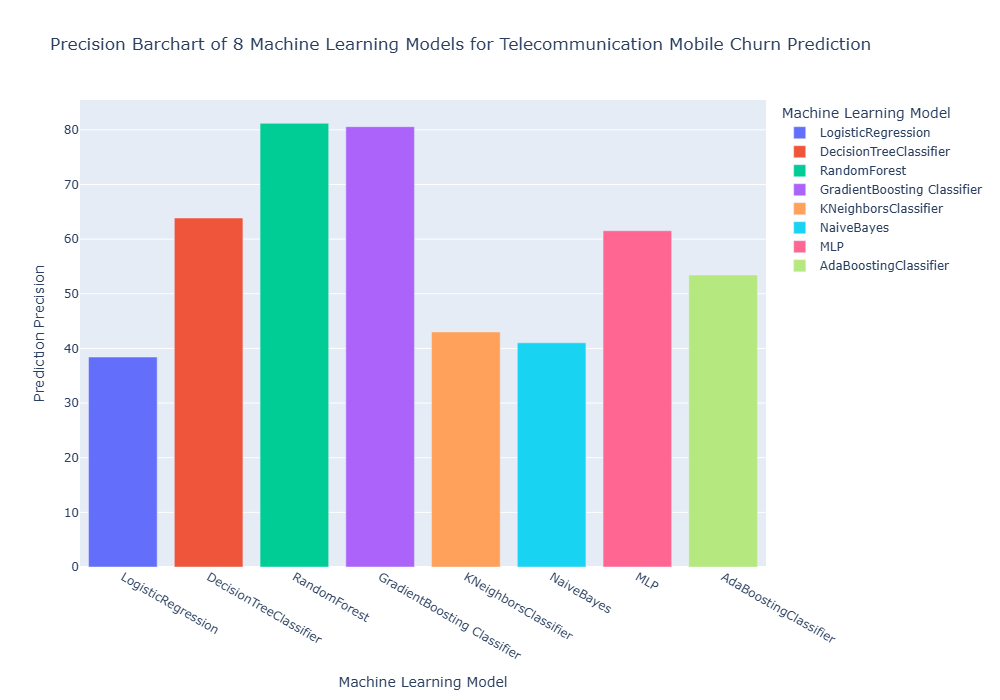 Precision Barchart of 8 Machine Learning Models for Telecommunication Mobile Churn Prediction
Machine Learning Model
LogisticRegression
DecisionTreeClassifier
RandomForest
GradientBoosting Classifier
KNeighborsClassifier
NaiveBayes
MLP
AdaBoostingClassifier
Prediction Precision
80
70
60
50
40
30
20
10
0
LogisticRegression
DecisionTreeClassifier
RandomForest
GradientBoosting Classifier
KNeighborsClassifier
NaiveBayes
MLP
AdaBoostingClassifier
Machine Learning Model